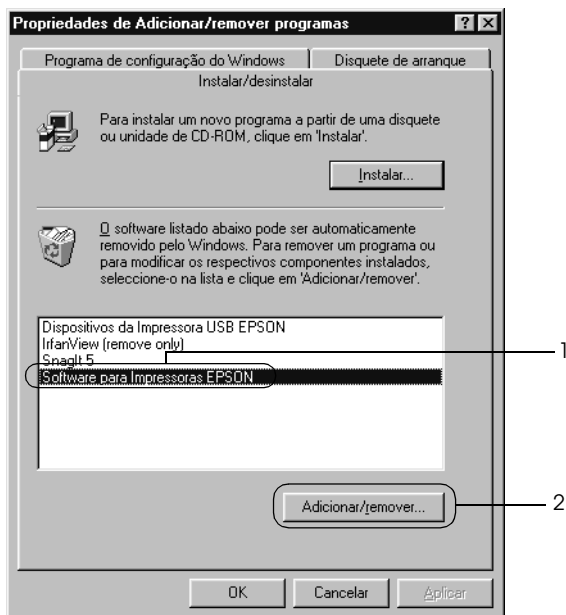 Propriedades de Adicionar/remover programas
Programa de configuração do Windows
Disquete de arranque
Instalar/desinstalar
Para instalar um novo programa a partir de uma disquete
ou unidade de CD-ROM, clique em 'Instalar'.
Instalar...
O software listado abaixo pode ser automaticamente
removido pelo Windows. Para remover um programa ou
para modificar os respectivos componentes instalados,
seleccione-o na lista e clique em 'Adicionar/remover'.
Dispositivos da Impressora USB EPSON
IrfanView (remove only)
SnagIt 5
Software para Impressoras EPSON
1
Adicionar/remover...
2
OK
Cancelar
Aplicar